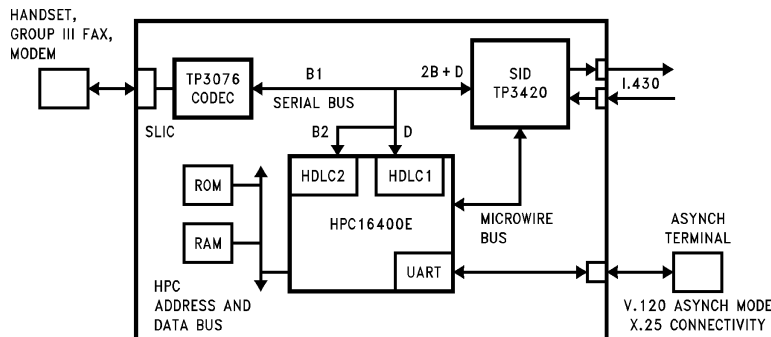 HANDSET,
GROUP III FAX,
MODEM
SLIC
TP3076
CODEC
B1
SERIAL BUS
2B + D
SID
TP3420
I.430
B2
D
HDLC2
HDLC1
HPC16400E
UART
ROM
RAM
HPC
ADDRESS AND
DATA BUS
MICROWIRE
BUS
ASYNCH
TERMINAL
V.120 ASYNCH MODE
X.25 CONNECTIVITY